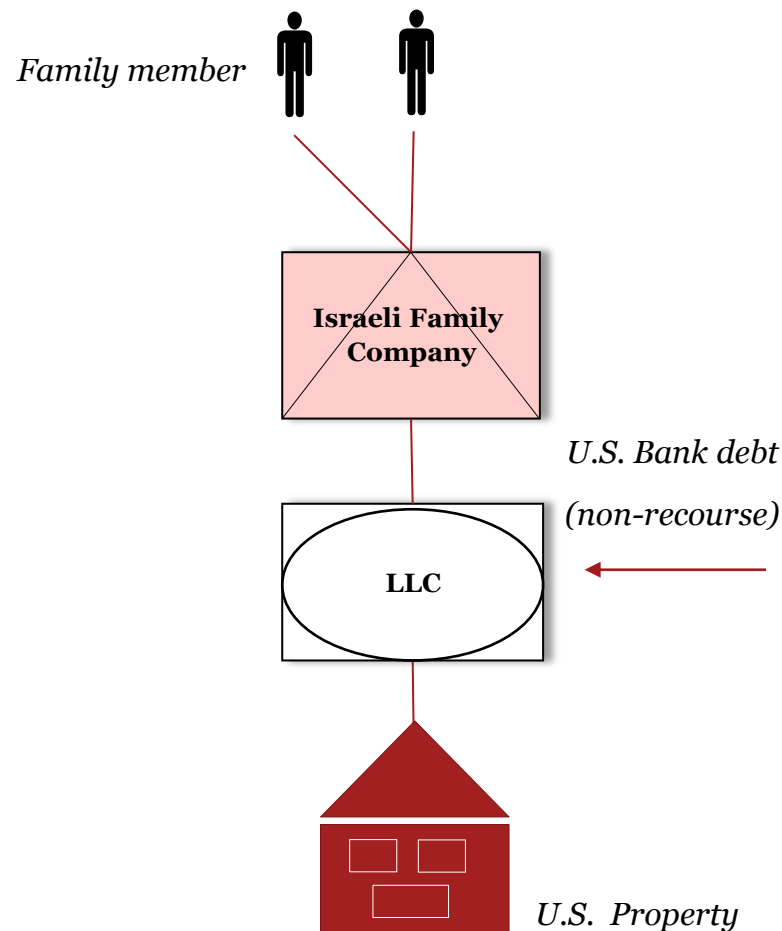 Family member
Israeli Family
Company
U.S. Bank debt
(non-recourse)
LLC
U.S. Property